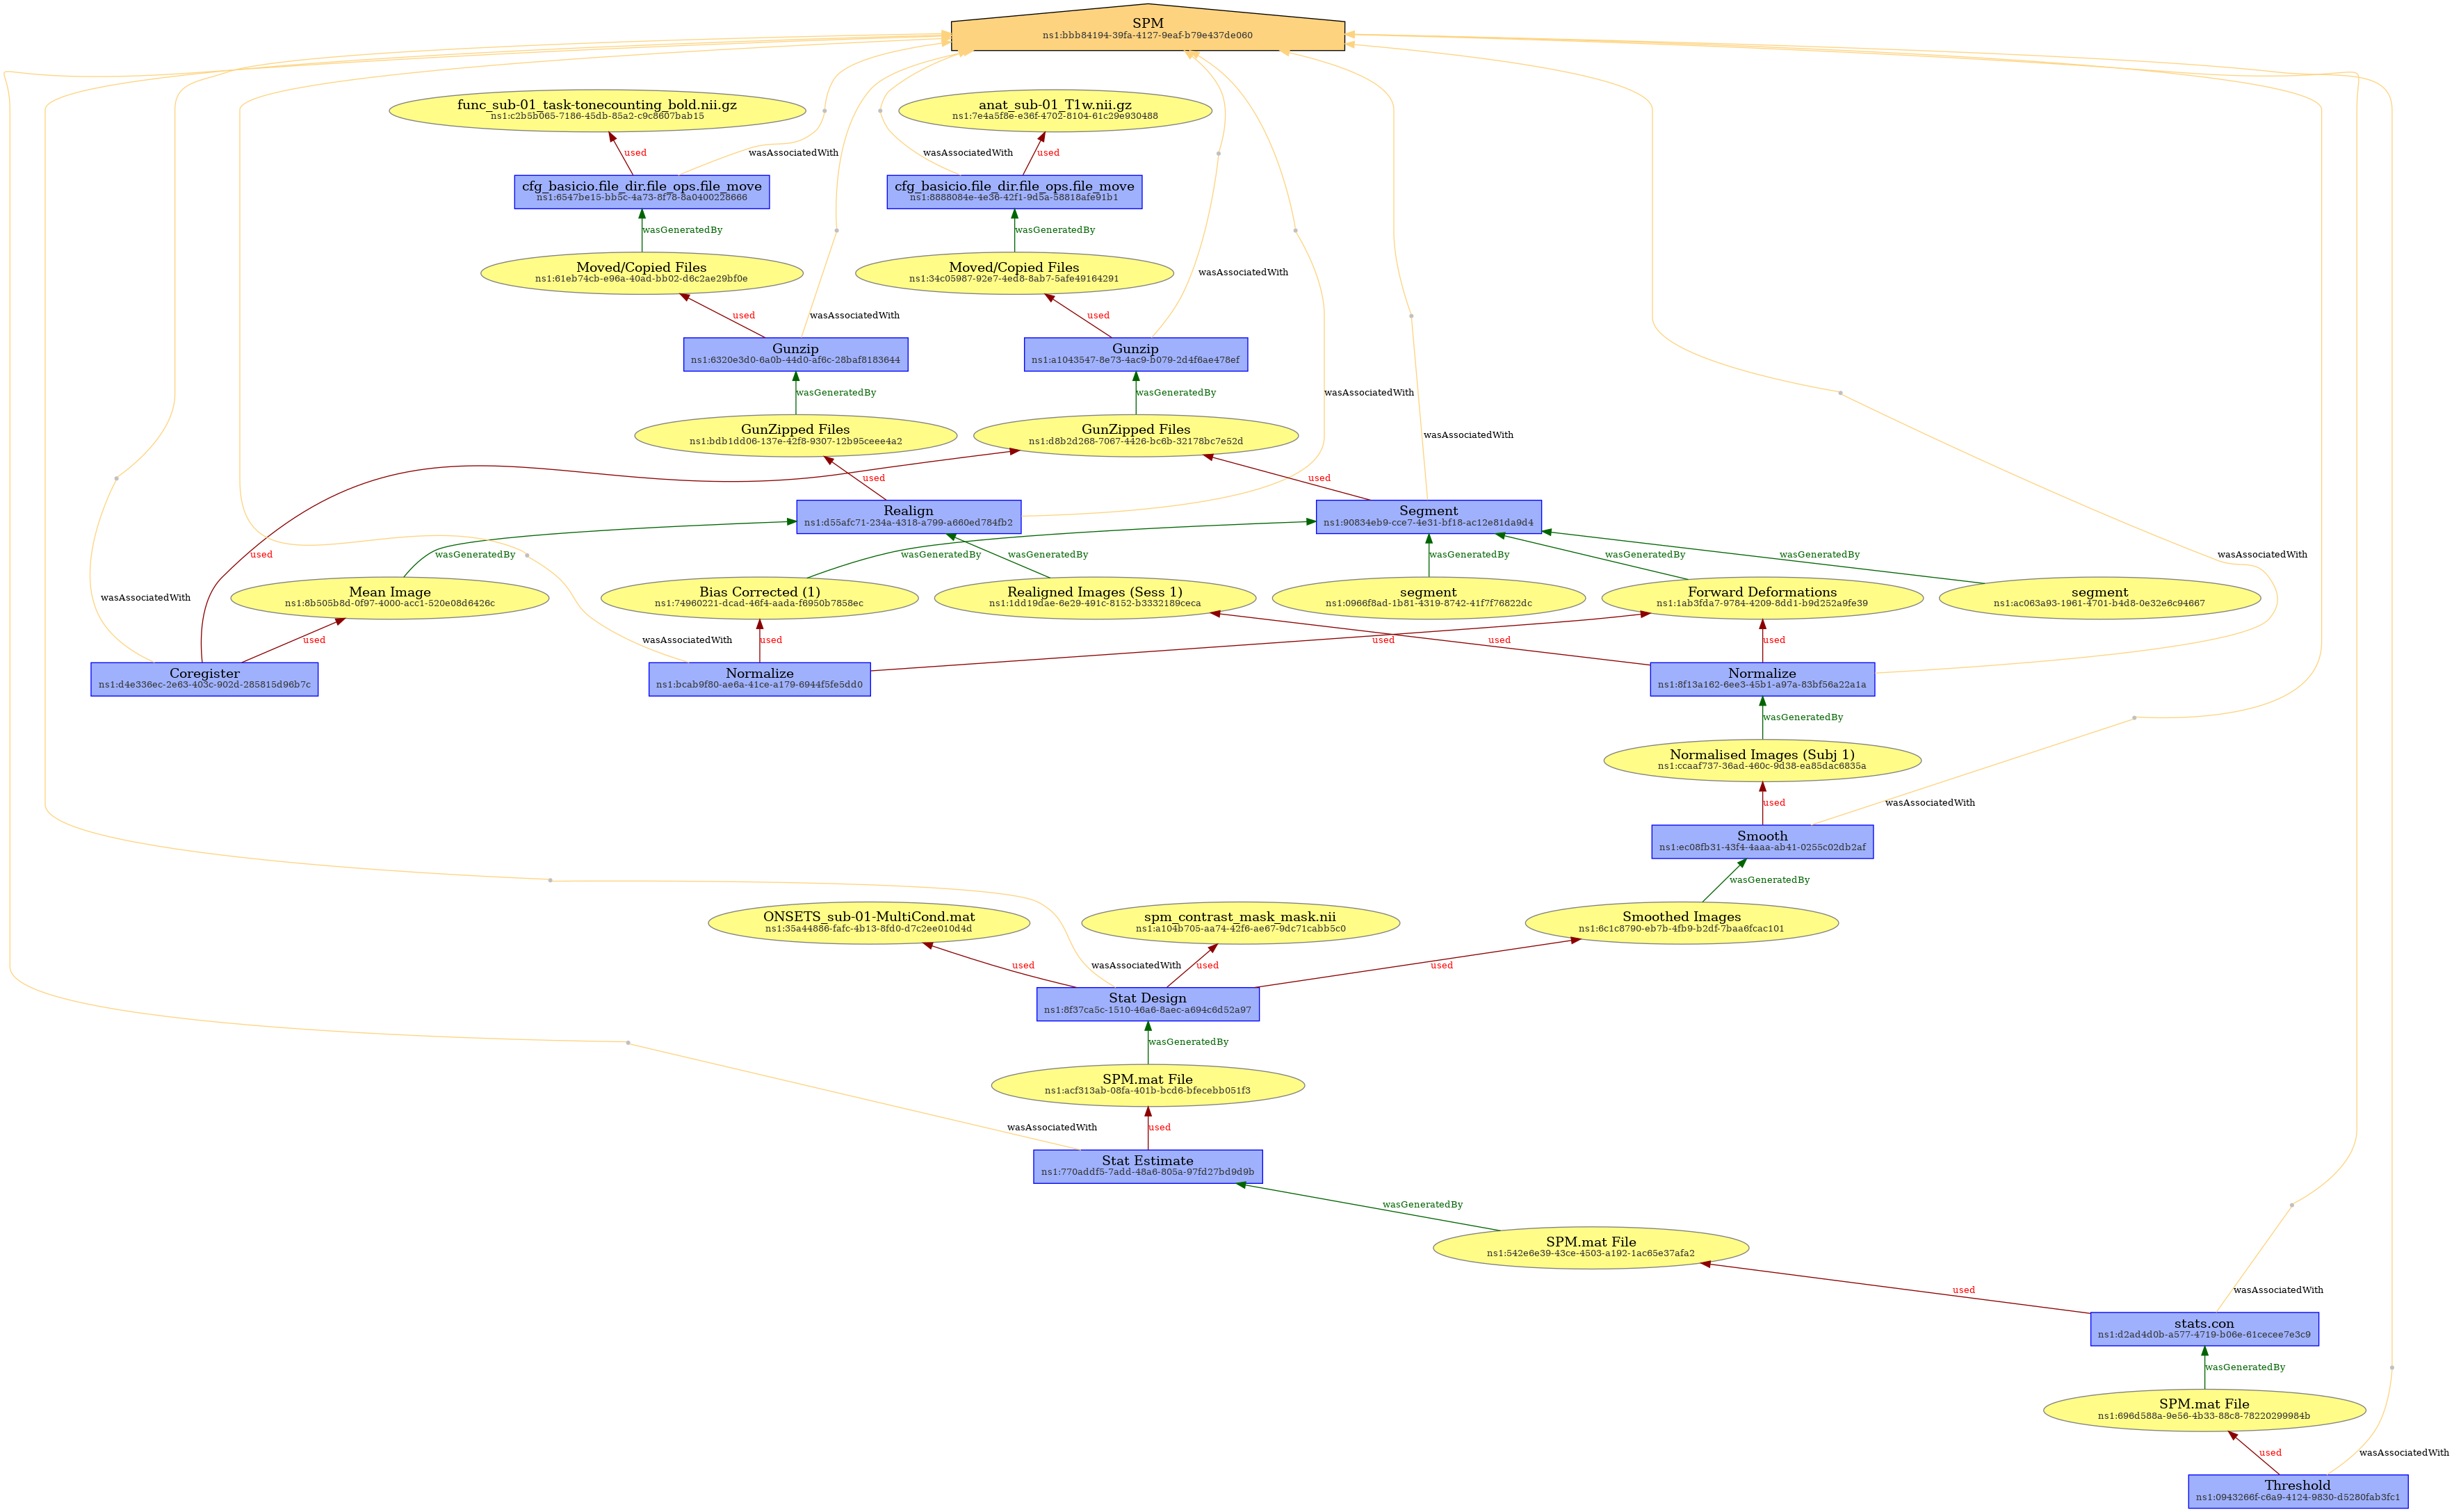 SPM
ns1:bbb84194-39fa-4127-9eaf-b79e437de060
func_sub-01_task-tonecounting_bold.nii.gz
ns1:c2b5b065-7186-45db-85a2-c9c8607bab15
anat_sub-01_T1w.nii.gz
ns1:7e4a5f8e-e36f-4702-8104-61c29e930488
used
wasAssociatedWith
wasAssociatedWith
used
cfg_basicio.file_dir.file_ops.file_move
ns1:6547be15-bb5c-4a73-8f78-8a0400228666
cfg_basicio.file_dir.file_ops.file_move
ns1:8888084e-4e36-42f1-9d5a-58818afe91b1
wasGeneratedBy
wasGeneratedBy
Moved/Copied Files
ns1:61eb74cb-e96a-40ad-bb02-d6c2ae29bf0e
Moved/Copied Files
ns1:34c05987-92e7-4ed8-8ab7-5afe49164291
wasAssociatedWith
used
wasAssociatedWith
used
Gunzip
ns1:6320e3d0-6a0b-44d0-af6c-28baf8183644
Gunzip
ns1:a1043547-8e73-4ac9-b079-2d4f6ae478ef
wasGeneratedBy
wasGeneratedBy
wasAssociatedWith
GunZipped Files
ns1:bdb1dd06-137e-42f8-9307-12b95ceee4a2
GunZipped Files
ns1:d8b2d268-7067-4426-bc6b-32178bc7e52d
wasAssociatedWith
used
used
Realign
ns1:d55afc71-234a-4318-a799-a660ed784fb2
Segment
ns1:90834eb9-cce7-4e31-bf18-ac12e81da9d4
used
wasGeneratedBy
wasGeneratedBy
wasGeneratedBy
wasGeneratedBy
wasGeneratedBy
wasGeneratedBy
wasAssociatedWith
Mean Image
ns1:8b505b8d-0f97-4000-acc1-520e08d6426c
Bias Corrected (1)
ns1:74960221-dcad-46f4-aada-f6950b7858ec
Realigned Images (Sess 1)
ns1:1dd19dae-6e29-491c-8152-b3332189ceca
segment
ns1:0966f8ad-1b81-4319-8742-41f7f76822dc
Forward Deformations
ns1:1ab3fda7-9784-4209-8dd1-b9d252a9fe39
segment
ns1:ac063a93-1961-4701-b4d8-0e32e6c94667
wasAssociatedWith
used
wasAssociatedWith
used
used
used
used
Coregister
ns1:d4e336ec-2e63-403c-902d-285815d96b7c
Normalize
ns1:bcab9f80-ae6a-41ce-a179-6944f5fe5dd0
Normalize
ns1:8f13a162-6ee3-45b1-a97a-83bf56a22a1a
wasGeneratedBy
Normalised Images (Subj 1)
ns1:ccaaf737-36ad-460c-9d38-ea85dac6835a
used
wasAssociatedWith
Smooth
ns1:ec08fb31-43f4-4aaa-ab41-0255c02db2af
wasGeneratedBy
ONSETS_sub-01-MultiCond.mat
ns1:35a44886-fafc-4b13-8fd0-d7c2ee010d4d
spm_contrast_mask_mask.nii
ns1:a104b705-aa74-42f6-ae67-9dc71cabb5c0
Smoothed Images
ns1:6c1c8790-eb7b-4fb9-b2df-7baa6fcac101
used
wasAssociatedWith
used
used
Stat Design
ns1:8f37ca5c-1510-46a6-8aec-a694c6d52a97
wasGeneratedBy
SPM.mat File
ns1:acf313ab-08fa-401b-bcd6-bfecebb051f3
wasAssociatedWith
used
Stat Estimate
ns1:770addf5-7add-48a6-805a-97fd27bd9d9b
wasGeneratedBy
SPM.mat File
ns1:542e6e39-43ce-4503-a192-1ac65e37afa2
used
wasAssociatedWith
stats.con
ns1:d2ad4d0b-a577-4719-b06e-61cecee7e3c9
wasGeneratedBy
SPM.mat File
ns1:696d588a-9e56-4b33-88c8-78220299984b
used
wasAssociatedWith
Threshold
ns1:0943266f-c6a9-4124-9830-d5280fab3fc1